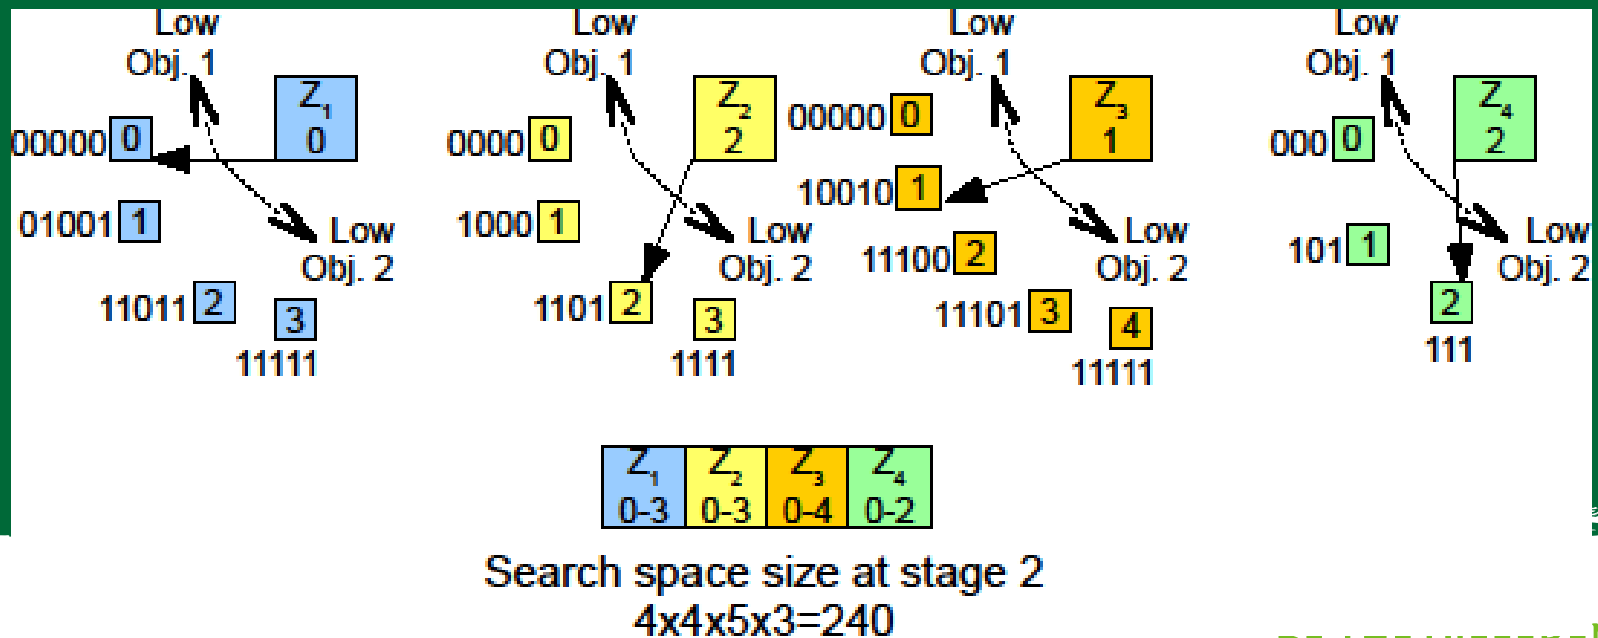 Low
Obj. 1
Z1
0
00000 0
01001 1
Low
Obj. 2
11011 2
3
11111
Low
Obj. 1
Z2
2
0000 0
1000 1
Low
Obj. 2
1101 2
3
1111
Low
Obj. 1
Z3
1
00000 0
10010 1
Low
Obj. 2
11100 2
11101 3
4
11111
Low
Obj. 1
Z4
2
000 0
101 1
Low
Obj. 2
2
111
Z1 Z2 Z3 Z4
0-3 0-3 0-4 0-2
Search space size at stage 2
4x4x5x3=240